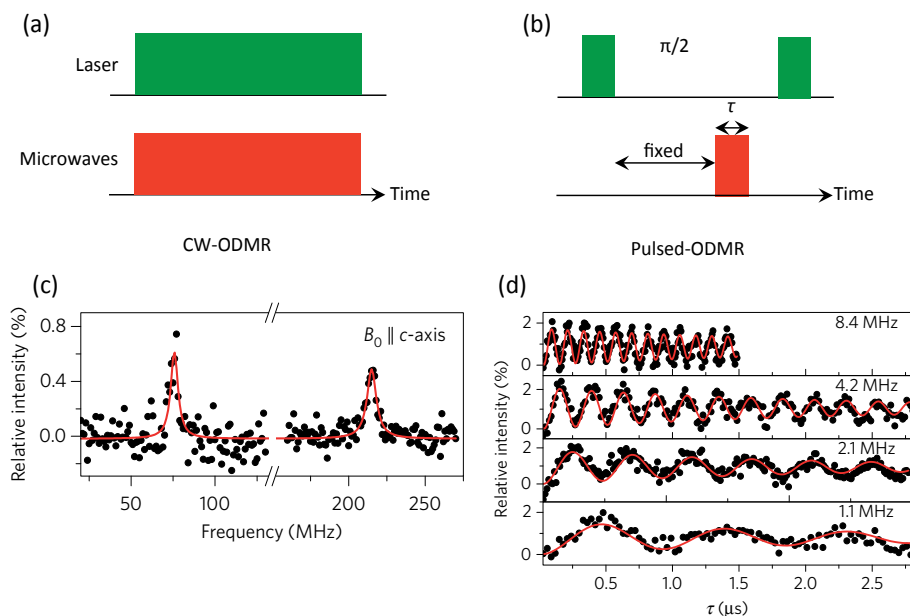 (a)
Laser
Microwaves
Time
CW-ODMR
(b)
π/2
τ
fixed
Time
Pulsed-ODMR
(c)
Relative intensity (%)
0.8
0.4
0.0
B₀ ∥ c-axis
50
100
200
250
Frequency (MHz)
(d)
Relative intensity (%)
2
0
8.4 MHz
2
0
4.2 MHz
2
0
2.1 MHz
2
0
1.1 MHz
0.5
1.0
1.5
2.0
2.5
τ (μs)